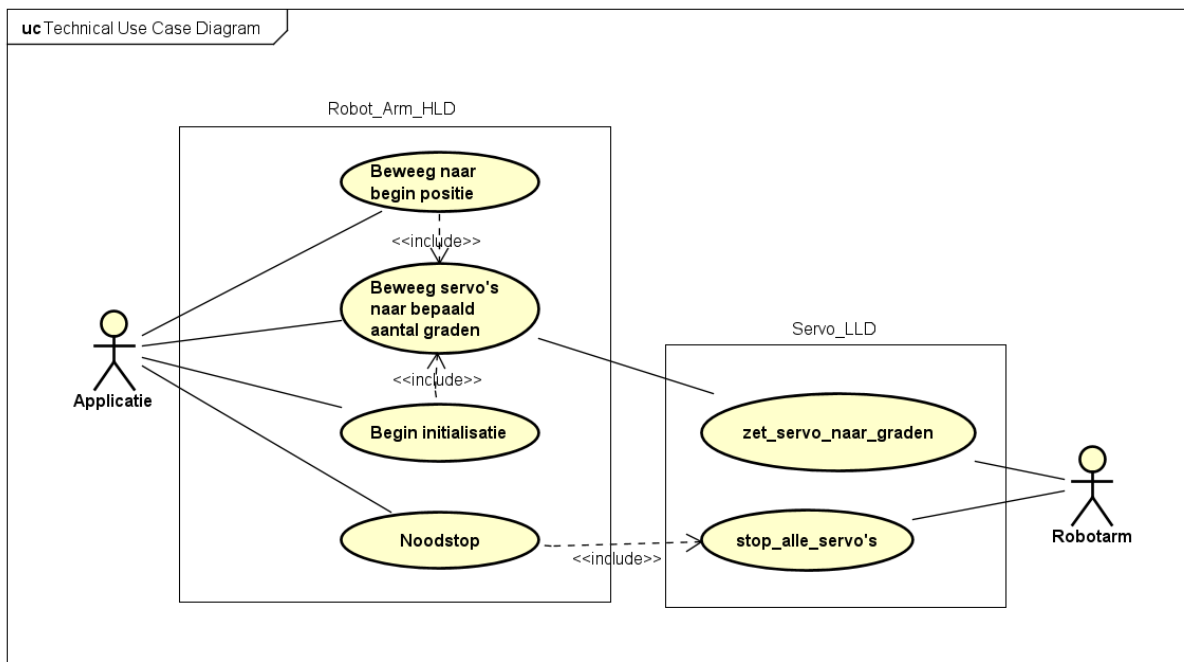 uc Technical Use Case Diagram
Robot_Arm_HLD
Beweeg naar
begin positie
<<include>>
Beweeg servo's
naar bepaald
aantal graden
<<include>>
Begin initialisatie
Noodstop
Applicatie
<<include>>
Servo_LLD
zet_servo_naar_graden
stop_alle_servo's
Robotarm